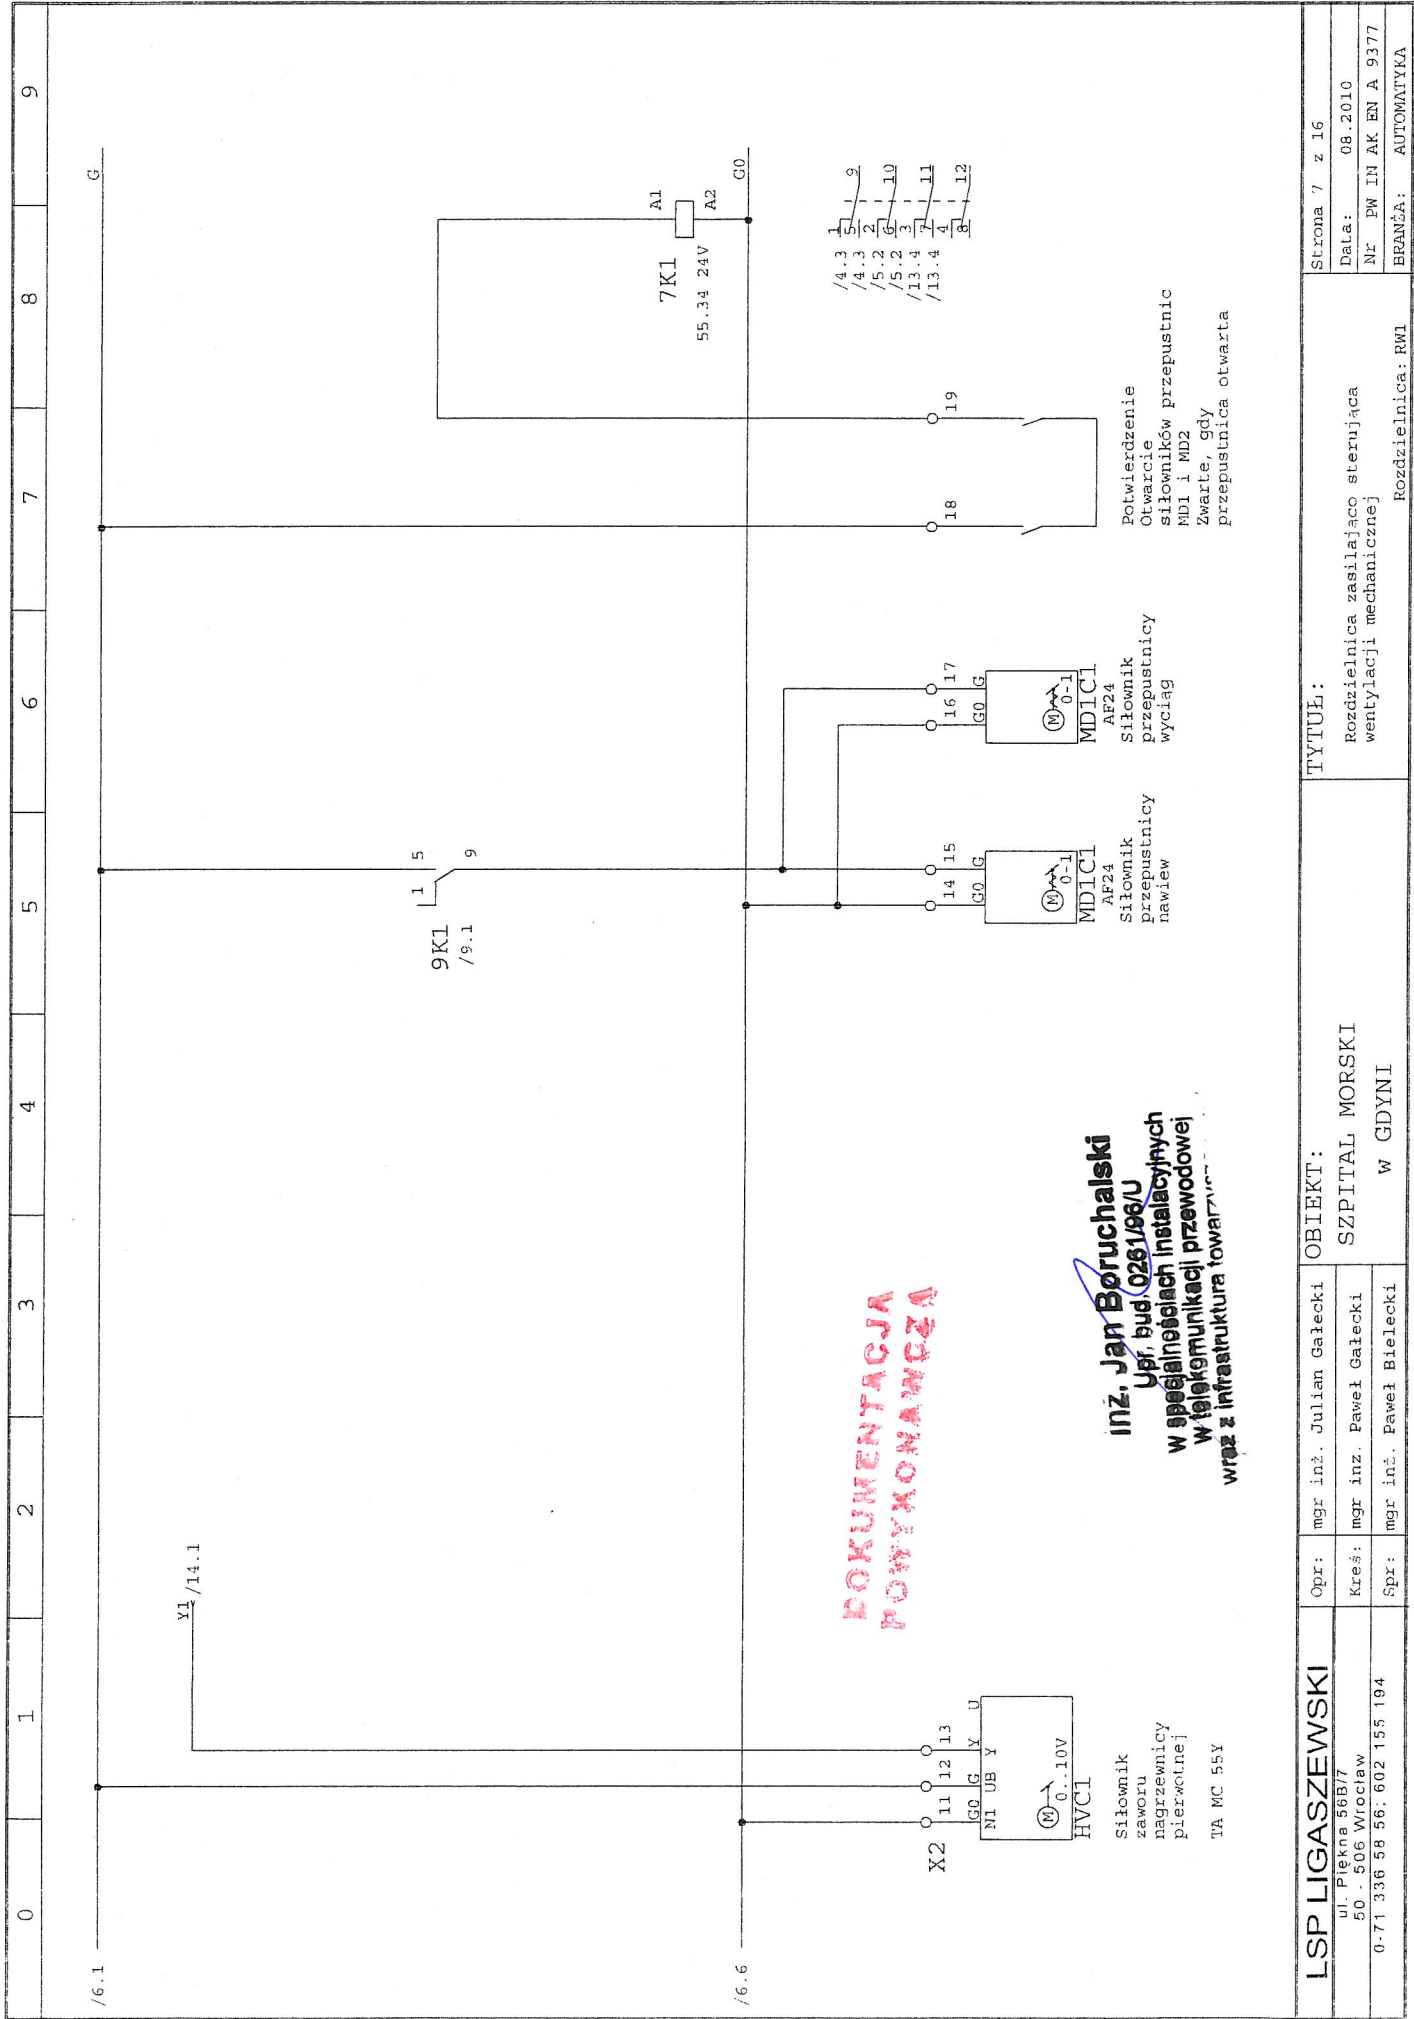 0 1 2 3 4 5 6 7 8 9
/6.1
G
Y1 /14.1
9K1
/9.1
1 5
9
7K1
55.34 24V
A1
A2
/6.6
G0
/4.3 1
/4.3 5 9
/5.2 2
/5.2 6 10
/13.4 3
/13.4 7 11
4
8 12
X2
11 12 13
G0 G Y U
N1 UB Y
M
0..10V
HVC1
Siłownik
zaworu
nagrzewnicy
pierwotnej
TA MC 55Y
14 15
G0 G
M
0-1
MD1C1
AF24
Siłownik
przepustnicy
nawiew
16 17
G0 G
M
0-1
MD1C1
AF24
Siłownik
przepustnicy
wyciąg
18 19
Potwierdzenie
Otwarcie
siłowników przepustnic
MD1 i MD2
Zwarte, gdy
przepustnica otwarta
DOKUMENTACJA
POWYKONAWCZA
inż. Jan Boruchalski
Upr. bud. 0261/96/U
w specjalnościach instalacyjnych
w telekomunikacji przewodowej
wraz z infrastruktura
LSP LIGASZEWSKI
ul. Piękna 56B/7
50 - 506 Wrocław
0-71 336 58 56; 602 155 194
Opr: mgr inż. Julian Gałecki
Kreś: mgr inż. Paweł Gałecki
Spr: mgr inż. Paweł Bielecki
OBIEKT:
SZPITAL MORSKI
W GDYNI
TYTUŁ:
Rozdzielnica zasilająco sterująca
wentylacji mechanicznej
Rozdzielnica: RW1
Strona 7 z 16
Data: 08.2010
Nr PW IN AK EN A 9377
BRANŻA: AUTOMATYKA